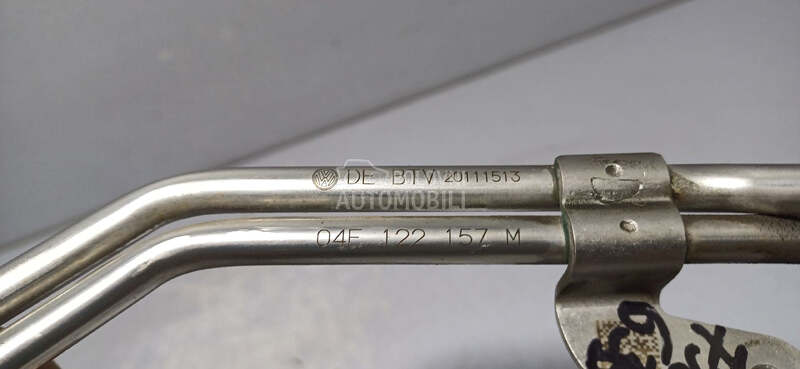 DE BTV 20111513
AUTOMOBILI
04E 122 157 M